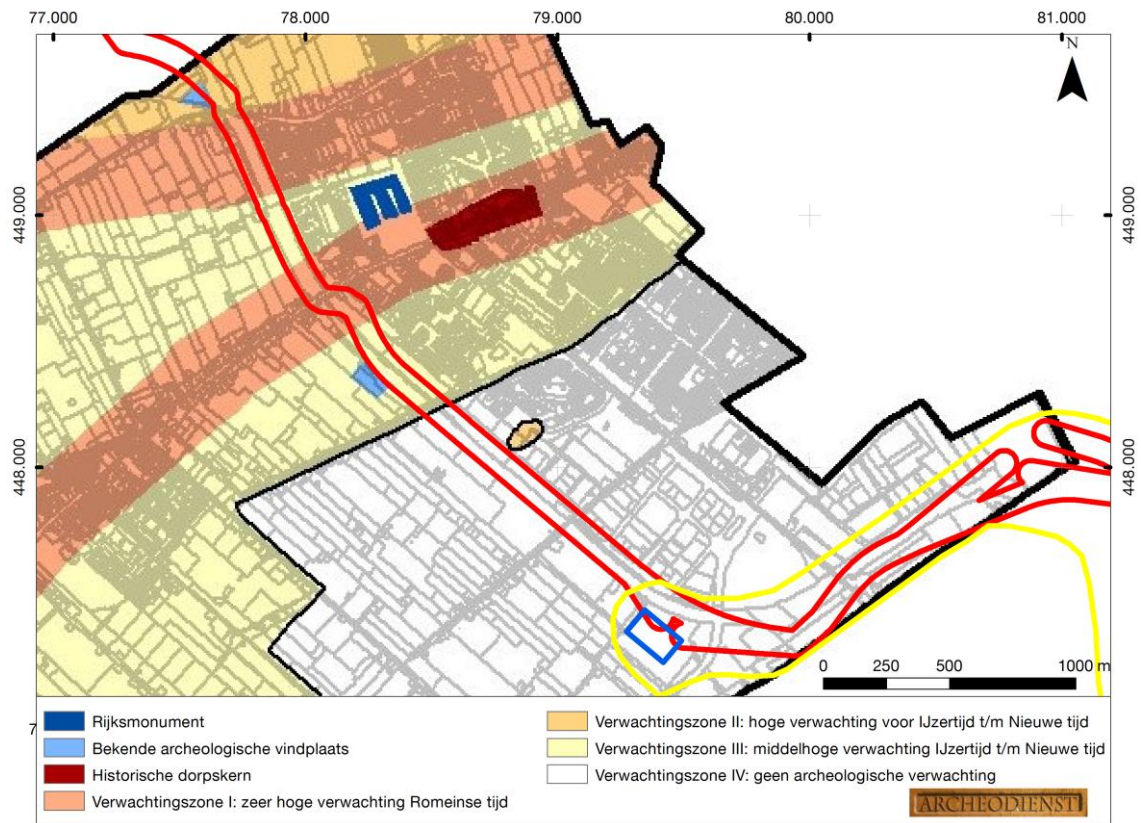 77.000 78.000 79.000 80.000 81.000
N
449.000 449.000
448.000 448.000
0 250 500 1000 m
7
Rijksmonument
Bekende archeologische vindplaats
Historische dorpskern
Verwachtingszone I: zeer hoge verwachting Romeinse tijd
Verwachtingszone II: hoge verwachting voor IJzertijd t/m Nieuwe tijd
Verwachtingszone III: middelhoge verwachting IJzertijd t/m Nieuwe tijd
Verwachtingszone IV: geen archeologische verwachting
ARCHEODIENST